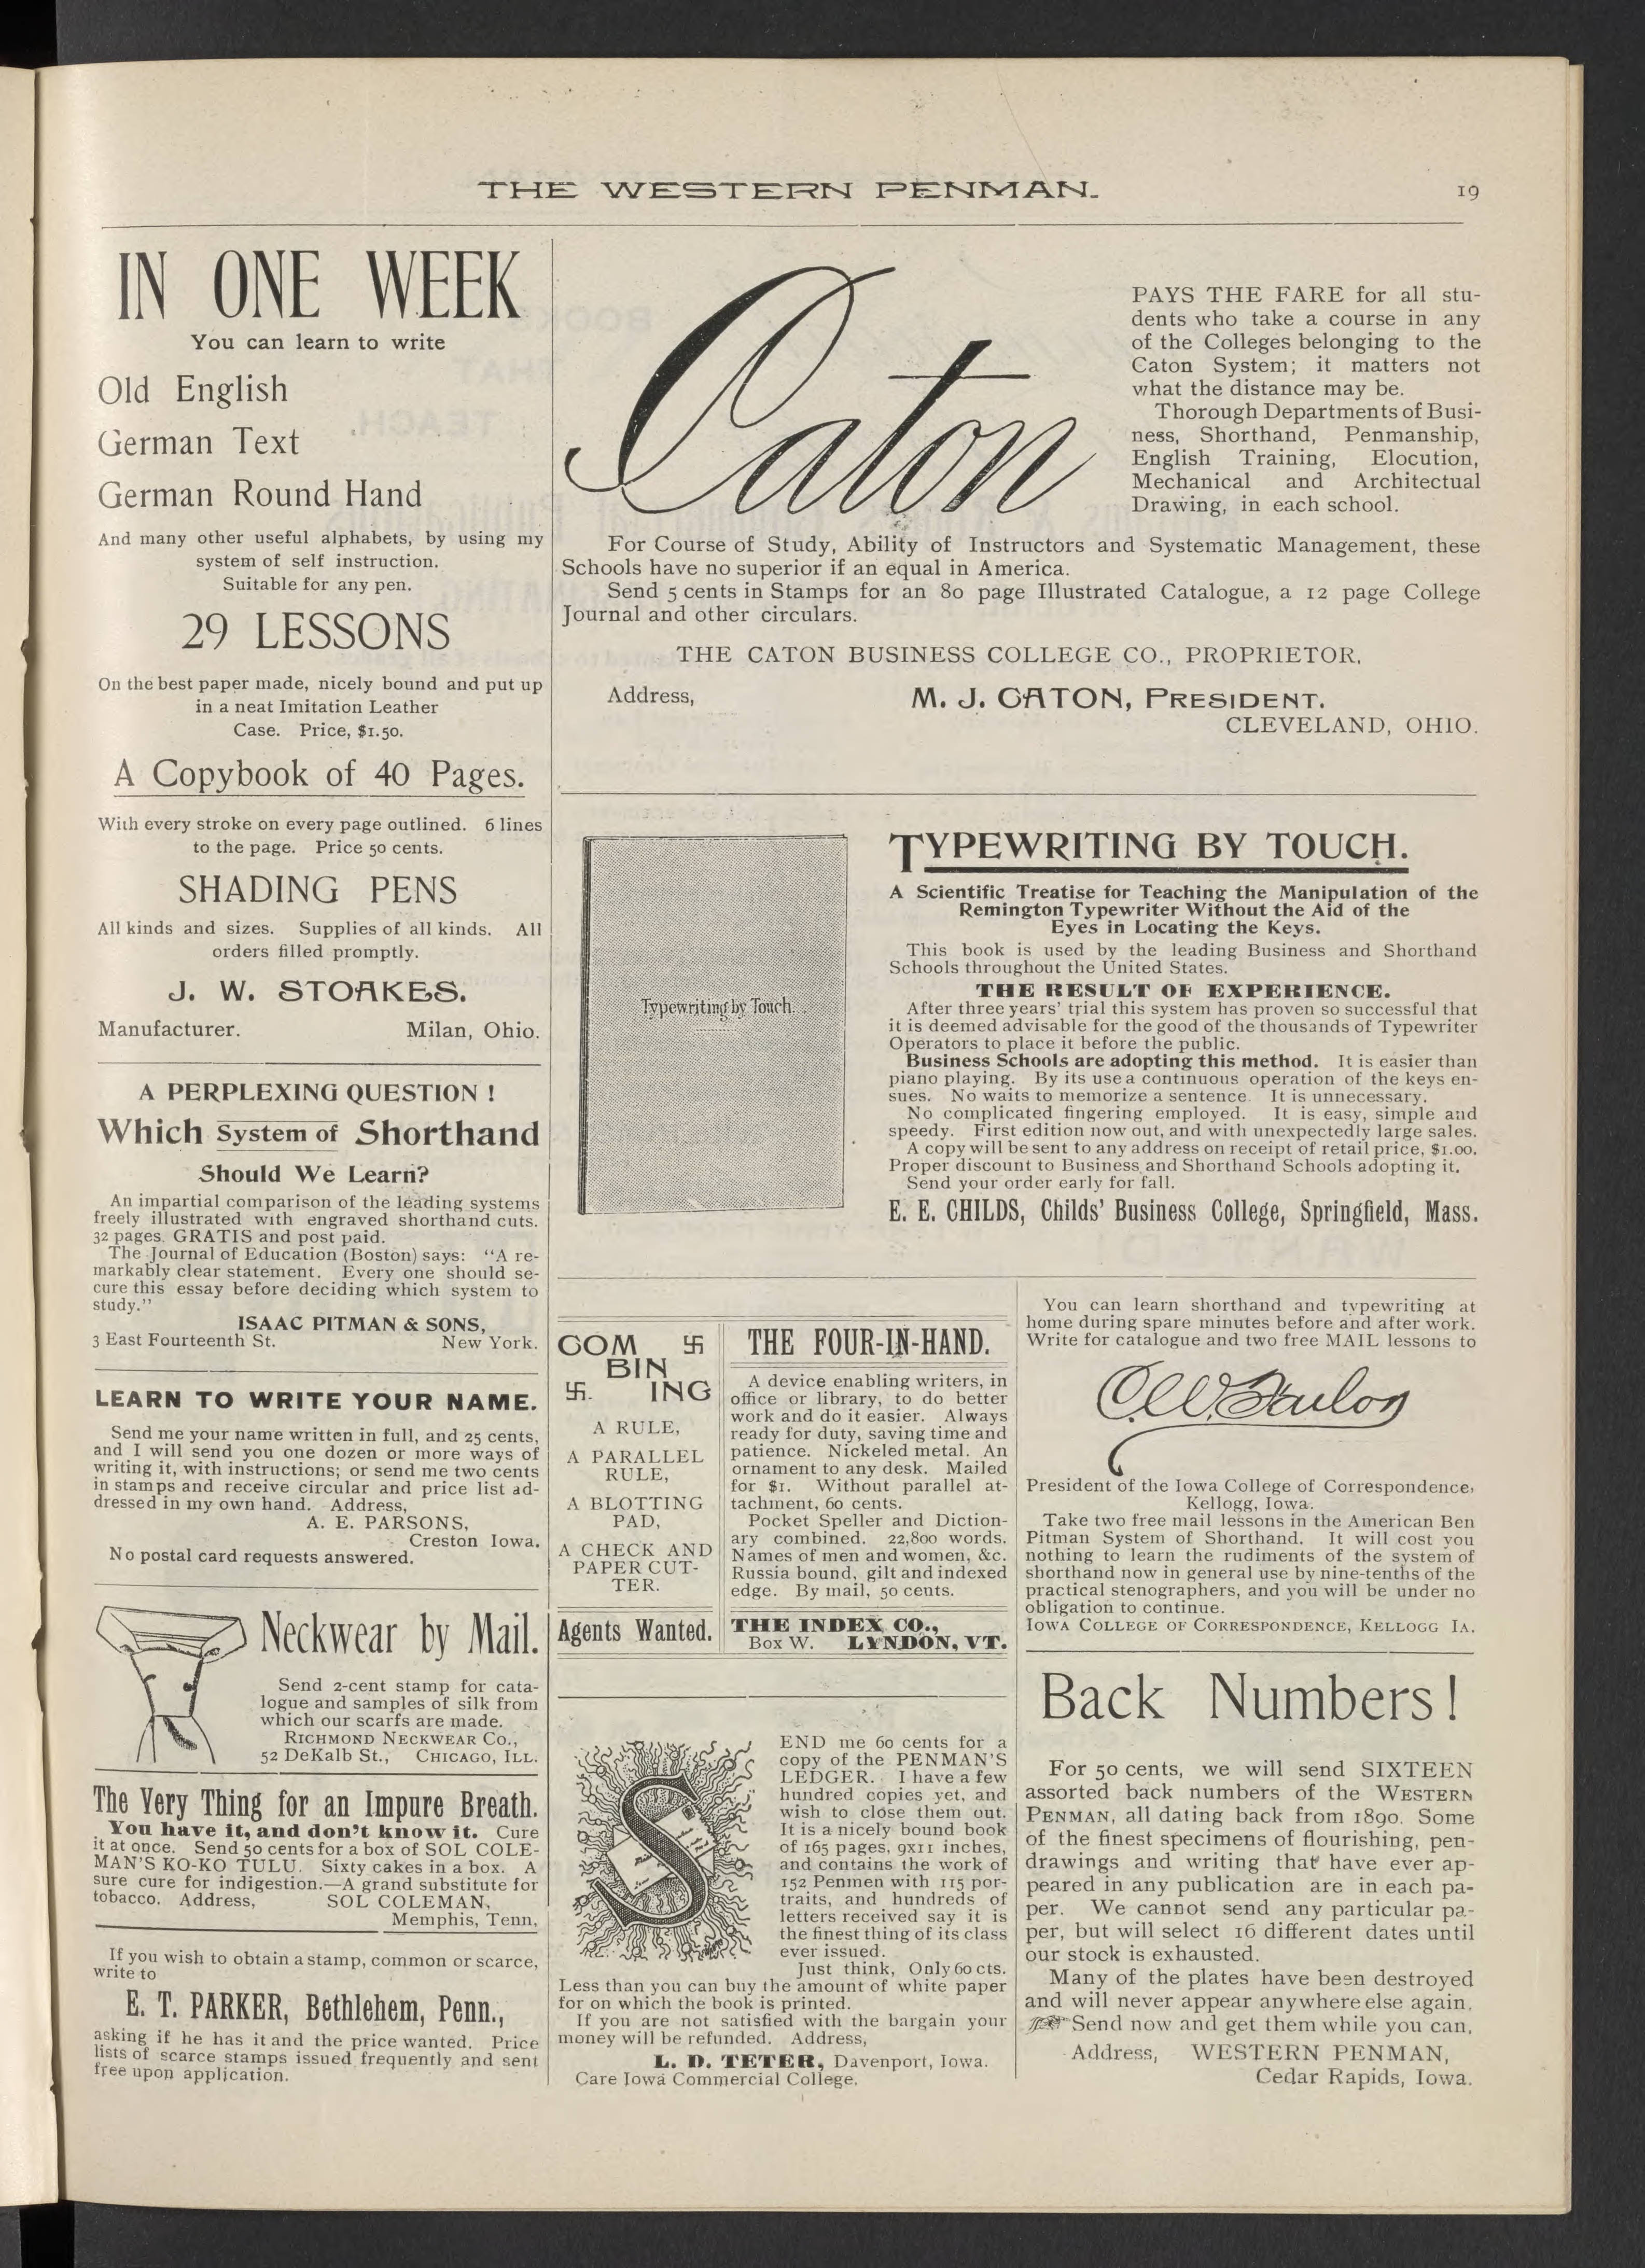 THE WESTERN PENMAN.
19
IN ONE WEEK
You can learn to write
Old English
German Text
German Round Hand
And many other useful alphabets, by using my
system of self instruction.
Suitable for any pen.
29 LESSONS
On the best paper made, nicely bound and put up
in a neat Imitation Leather
Case. Price, $1.50.
A Copybook of 40 Pages.
With every stroke on every page outlined. 6 lines
to the page. Price 50 cents.
SHADING PENS
All kinds and sizes. Supplies of all kinds. All
orders filled promptly.
J. W. STOAKES.
Manufacturer. Milan, Ohio.
A PERPLEXING QUESTION !
Which System of Shorthand
Should We Learn?
An impartial comparison of the leading systems
freely illustrated with engraved shorthand cuts.
32 pages. GRATIS and post paid.
The Journal of Education (Boston) says: "A re-
markably clear statement. Every one should se-
cure this essay before deciding which system to
study."
ISAAC PITMAN & SONS,
3 East Fourteenth St. New York.
LEARN TO WRITE YOUR NAME.
Send me your name written in full, and 25 cents,
and I will send you one dozen or more ways of
writing it, with instructions; or send me two cents
in stamps and receive circular and price list ad-
dressed in my own hand. Address,
A. E. PARSONS,
Creston Iowa.
No postal card requests answered.
Neckwear by Mail.
Send 2-cent stamp for cata-
logue and samples of silk from
which our scarfs are made.
RICHMOND NECKWEAR CO.,
52 DeKalb St., CHICAGO, ILL.
The Very Thing for an Impure Breath.
You have it, and don't know it. Cure
it at once. Send 50 cents for a box of SOL COLE-
MAN'S KO-KO TULU. Sixty cakes in a box. A
sure cure for indigestion.—A grand substitute for
tobacco. Address, SOL COLEMAN,
Memphis, Tenn,
If you wish to obtain a stamp, common or scarce,
write to
E. T. PARKER, Bethlehem, Penn.,
asking if he has it and the price wanted. Price
lists of scarce stamps issued frequently and sent
free upon application.
Caton
PAYS THE FARE for all stu-
dents who take a course in any
of the Colleges belonging to the
Caton System; it matters not
what the distance may be.
Thorough Departments of Busi-
ness, Shorthand, Penmanship,
English Training, Elocution,
Mechanical and Architectual
Drawing, in each school.
For Course of Study, Ability of Instructors and Systematic Management, these
Schools have no superior if an equal in America.
Send 5 cents in Stamps for an 80 page Illustrated Catalogue, a 12 page College
Journal and other circulars.
THE CATON BUSINESS COLLEGE CO., PROPRIETOR,
Address, M. J. CATON, PRESIDENT.
CLEVELAND, OHIO.
Typewriting by Touch.
TYPEWRITING BY TOUCH.
A Scientific Treatise for Teaching the Manipulation of the
Remington Typewriter Without the Aid of the
Eyes in Locating the Keys.
This book is used by the leading Business and Shorthand
Schools throughout the United States.
THE RESULT OF EXPERIENCE.
After three years' trial this system has proven so successful that
it is deemed advisable for the good of the thousands of Typewriter
Operators to place it before the public.
Business Schools are adopting this method. It is easier than
piano playing. By its use a continuous operation of the keys en-
sues. No waits to memorize a sentence. It is unnecessary.
No complicated fingering employed. It is easy, simple and
speedy. First edition now out, and with unexpectedly large sales.
A copy will be sent to any address on receipt of retail price, $1.00.
Proper discount to Business and Shorthand Schools adopting it.
Send your order early for fall.
E. E. CHILDS, Childs' Business College, Springfield, Mass.
COM 卐
BIN
卐. ING
A RULE,
A PARALLEL
RULE,
A BLOTTING
PAD,
A CHECK AND
PAPER CUT-
TER.
Agents Wanted.
THE FOUR-IN-HAND.
A device enabling writers, in
office or library, to do better
work and do it easier. Always
ready for duty, saving time and
patience. Nickeled metal. An
ornament to any desk. Mailed
for $1. Without parallel at-
tachment, 60 cents.
Pocket Speller and Diction-
ary combined. 22,800 words.
Names of men and women, &c.
Russia bound, gilt and indexed
edge. By mail, 50 cents.
THE INDEX CO.,
Box W. LYNDON, VT.
SEND me 60 cents for a
copy of the PENMAN'S
LEDGER. I have a few
hundred copies yet, and
wish to close them out.
It is a nicely bound book
of 165 pages, 9x11 inches,
and contains the work of
152 Penmen with 115 por-
traits, and hundreds of
letters received say it is
the finest thing of its class
ever issued.
Just think, Only 60 cts.
Less than you can buy the amount of white paper
for on which the book is printed.
If you are not satisfied with the bargain your
money will be refunded. Address,
L. D. TETER, Davenport, Iowa.
Care Iowa Commercial College.
You can learn shorthand and typewriting at
home during spare minutes before and after work.
Write for catalogue and two free MAIL lessons to
President of the Iowa College of Correspondence,
Kellogg, Iowa.
Take two free mail lessons in the American Ben
Pitman System of Shorthand. It will cost you
nothing to learn the rudiments of the system of
shorthand now in general use by nine-tenths of the
practical stenographers, and you will be under no
obligation to continue.
IOWA COLLEGE OF CORRESPONDENCE, KELLOGG IA.
Back Numbers!
For 50 cents, we will send SIXTEEN
assorted back numbers of the WESTERN
PENMAN, all dating back from 1890. Some
of the finest specimens of flourishing, pen-
drawings and writing that have ever ap-
peared in any publication are in each pa-
per. We cannot send any particular pa-
per, but will select 16 different dates until
our stock is exhausted.
Many of the plates have been destroyed
and will never appear anywhere else again.
☞Send now and get them while you can,
Address, WESTERN PENMAN,
Cedar Rapids, Iowa.